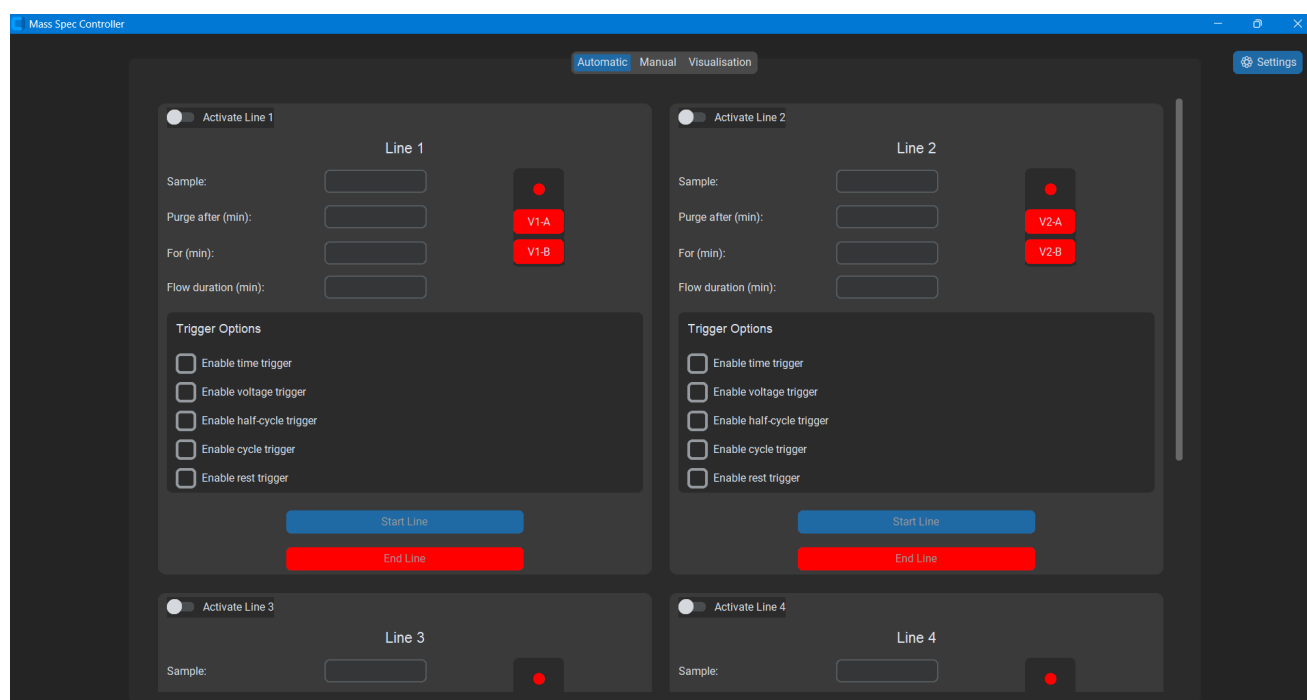 Mass Spec Controller
Automatic Manual Visualisation
Settings
Activate Line 1
Line 1
Sample:
Purge after (min):
V1-A
For (min):
V1-B
Flow duration (min):
Trigger Options
Enable time trigger
Enable voltage trigger
Enable half-cycle trigger
Enable cycle trigger
Enable rest trigger
Start Line
End Line
Activate Line 2
Line 2
Sample:
Purge after (min):
V2-A
For (min):
V2-B
Flow duration (min):
Trigger Options
Enable time trigger
Enable voltage trigger
Enable half-cycle trigger
Enable cycle trigger
Enable rest trigger
Start Line
End Line
Activate Line 3
Line 3
Sample:
Activate Line 4
Line 4
Sample: